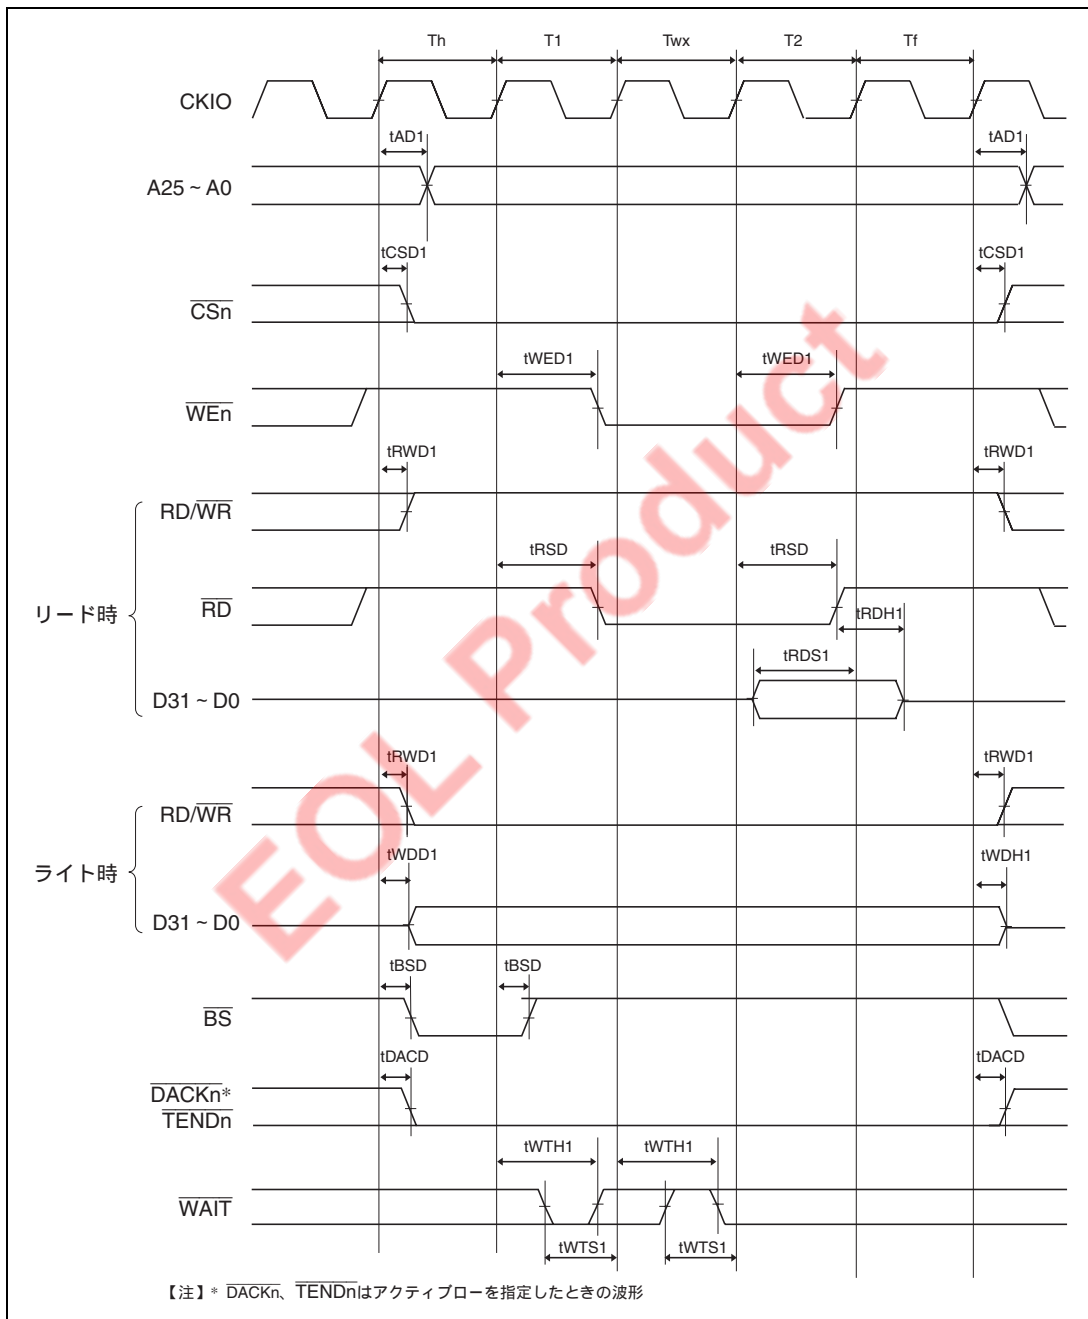 Th T1 Twx T2 Tf
CKIO
tAD1 tAD1
A25 ~ A0
tCSD1 tCSD1
CSn
tWED1 tWED1
WEn
tRWD1 tRWD1
RD/WR
tRSD tRSD
リード時 RD
tRDH1
tRDS1
D31 ~ D0
tRWD1 tRWD1
RD/WR
ライト時
tWDD1 tWDH1
D31 ~ D0
tBSD tBSD
BS
tDACD tDACD
DACKn*
TENDn
tWTH1 tWTH1
WAIT
tWTS1 tWTS1
【注】* DACKn、TENDnはアクティブローを指定したときの波形
EOL Product